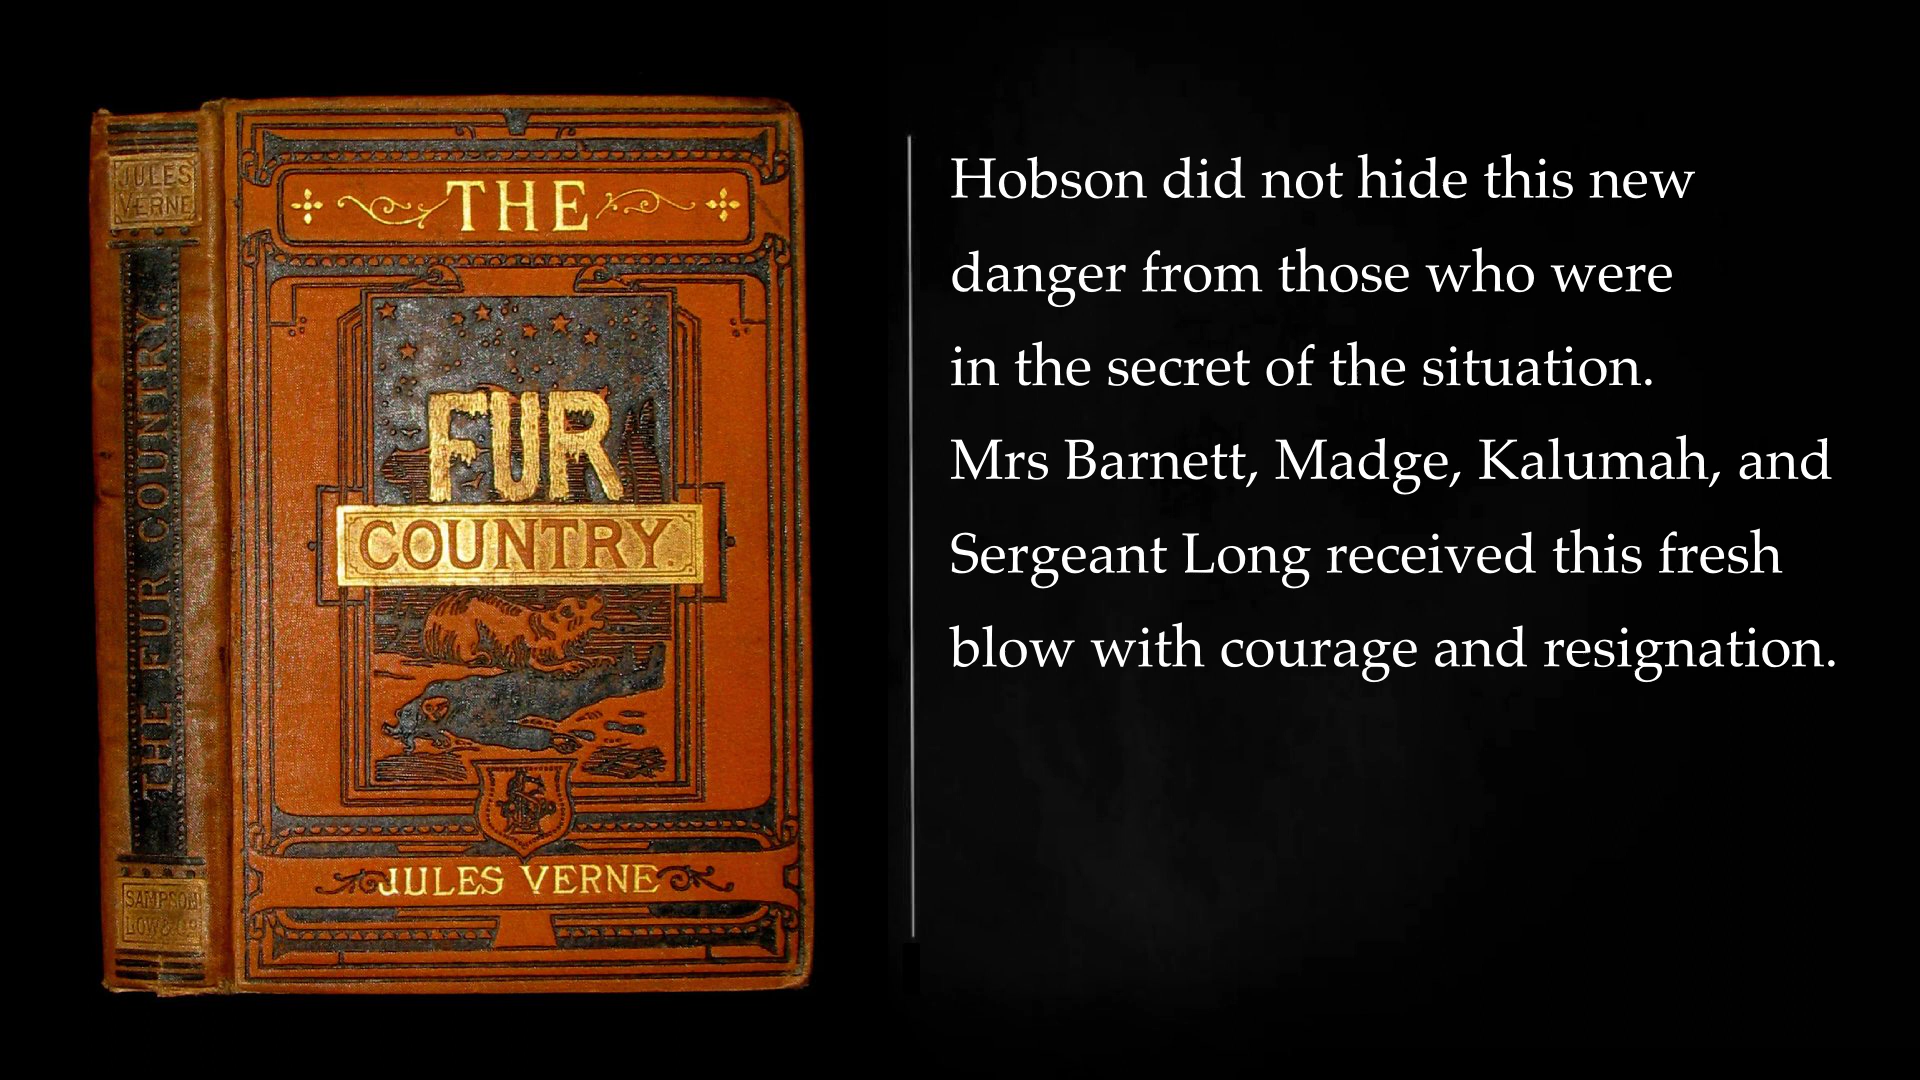 JULES
VERNE
THE FUR COUNTRY.
SAMPSON
LOW & Co
THE
FUR
COUNTRY.
JULES VERNE
Hobson did not hide this new
danger from those who were
in the secret of the situation.
Mrs Barnett, Madge, Kalumah, and
Sergeant Long received this fresh
blow with courage and resignation.